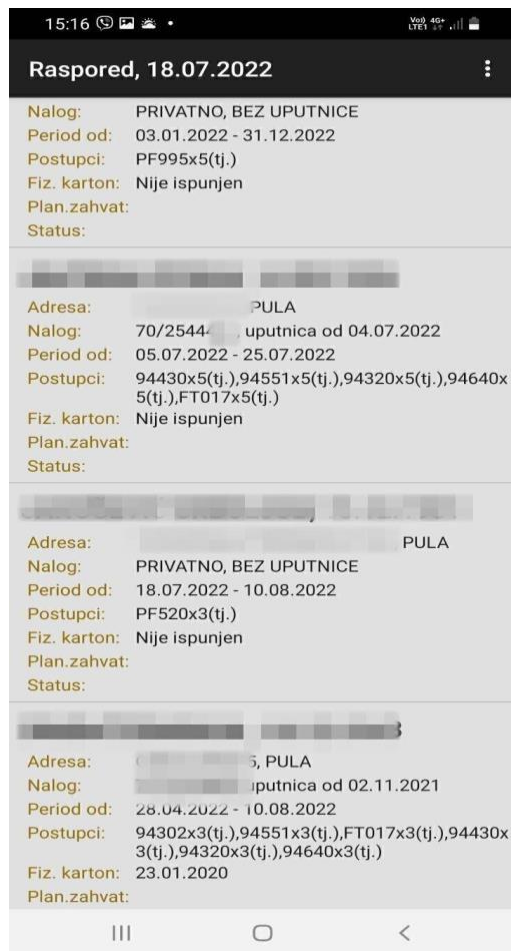 15:16
Vo)) 4G+
LTE1
Raspored, 18.07.2022
Nalog: PRIVATNO, BEZ UPUTNICE
Period od: 03.01.2022 - 31.12.2022
Postupci: PF995x5(tj.)
Fiz. karton: Nije ispunjen
Plan.zahvat:
Status:
Adresa: PULA
Nalog: 70/25444 , uputnica od 04.07.2022
Period od: 05.07.2022 - 25.07.2022
Postupci: 94430x5(tj.),94551x5(tj.),94320x5(tj.),94640x
5(tj.),FT017x5(tj.)
Fiz. karton: Nije ispunjen
Plan.zahvat:
Status:
Adresa: PULA
Nalog: PRIVATNO, BEZ UPUTNICE
Period od: 18.07.2022 - 10.08.2022
Postupci: PF520x3(tj.)
Fiz. karton: Nije ispunjen
Plan.zahvat:
Status:
Adresa: 5, PULA
Nalog: uputnica od 02.11.2021
Period od: 28.04.2022 - 10.08.2022
Postupci: 94302x3(tj.),94551x3(tj.),FT017x3(tj.),94430x
3(tj.),94320x3(tj.),94640x3(tj.)
Fiz. karton: 23.01.2020
Plan.zahvat: